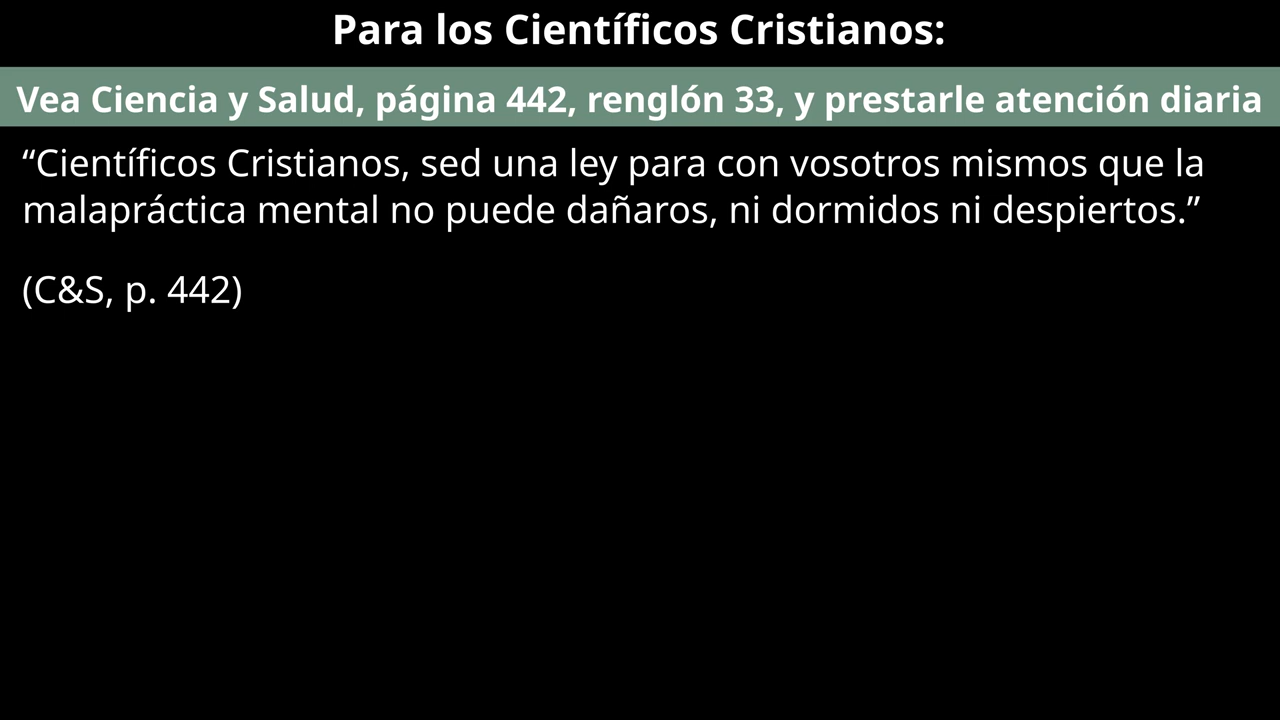 Para los Científicos Cristianos:
Vea Ciencia y Salud, página 442, renglón 33, y prestarle atención diaria
“Científicos Cristianos, sed una ley para con vosotros mismos que la
malapráctica mental no puede dañaros, ni dormidos ni despiertos.”
(C&S, p. 442)